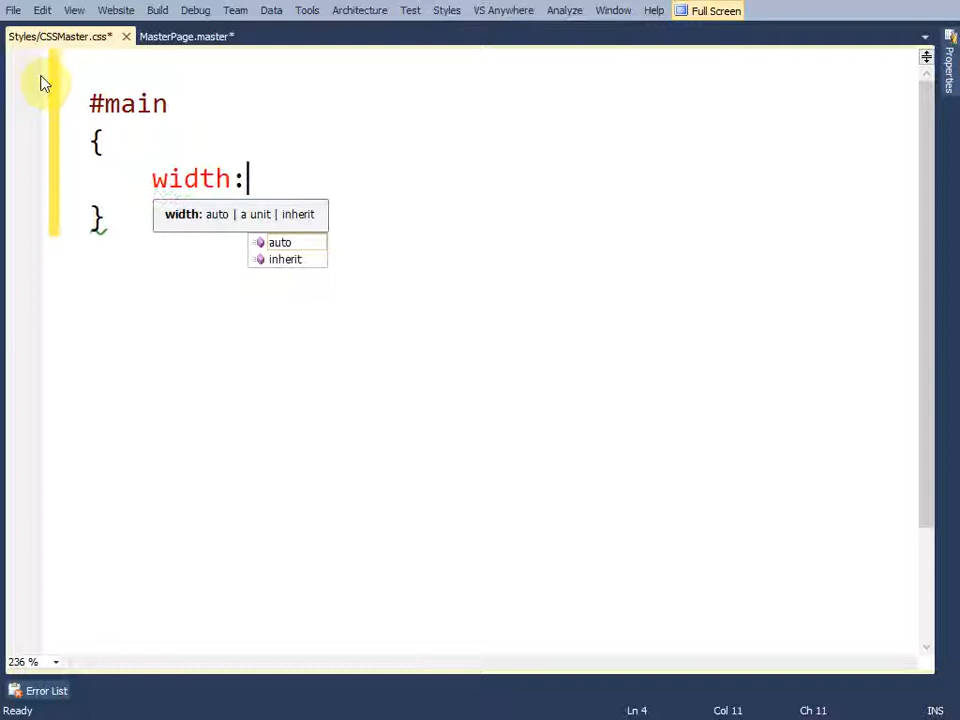 File Edit View Website Build Debug Team Data Tools Architecture Test Styles VS Anywhere Analyze Window Help Full Screen
Styles/CSSMaster.css* MasterPage.master*
Properties
#main
{
width:
}
width: auto | a unit | inherit
auto
inherit
236 %
Error List
Ready Ln 4 Col 11 Ch 11 INS